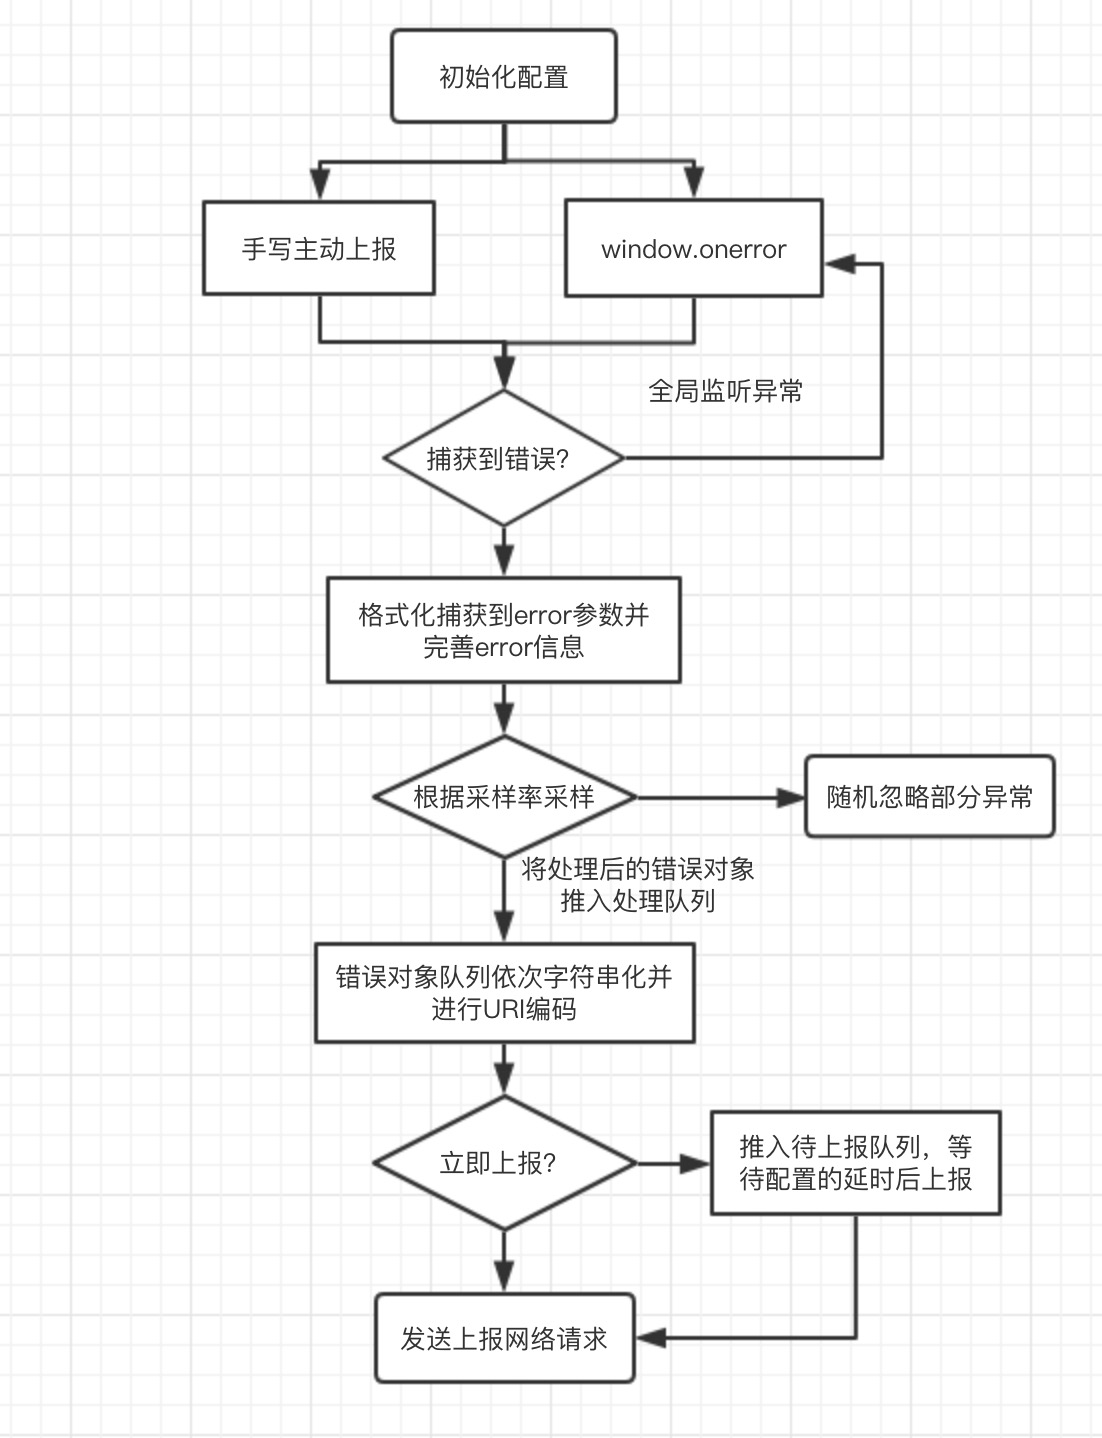 初始化配置
手写主动上报
window.onerror
全局监听异常
捕获到错误?
格式化捕获到error参数并
完善error信息
根据采样率采样
随机忽略部分异常
将处理后的错误对象
推入处理队列
错误对象队列依次字符串化并
进行URI编码
立即上报?
推入待上报队列，等
待配置的延时后上报
发送上报网络请求